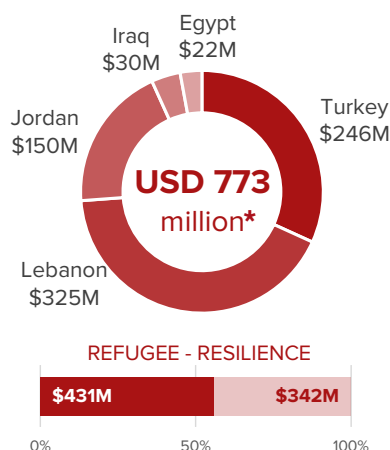 Egypt
$22M
Iraq
$30M
Turkey
$246M
Jordan
$150M
USD 773
million*
Lebanon
$325M
REFUGEE - RESILIENCE
$431M
$342M
0%
50%
100%